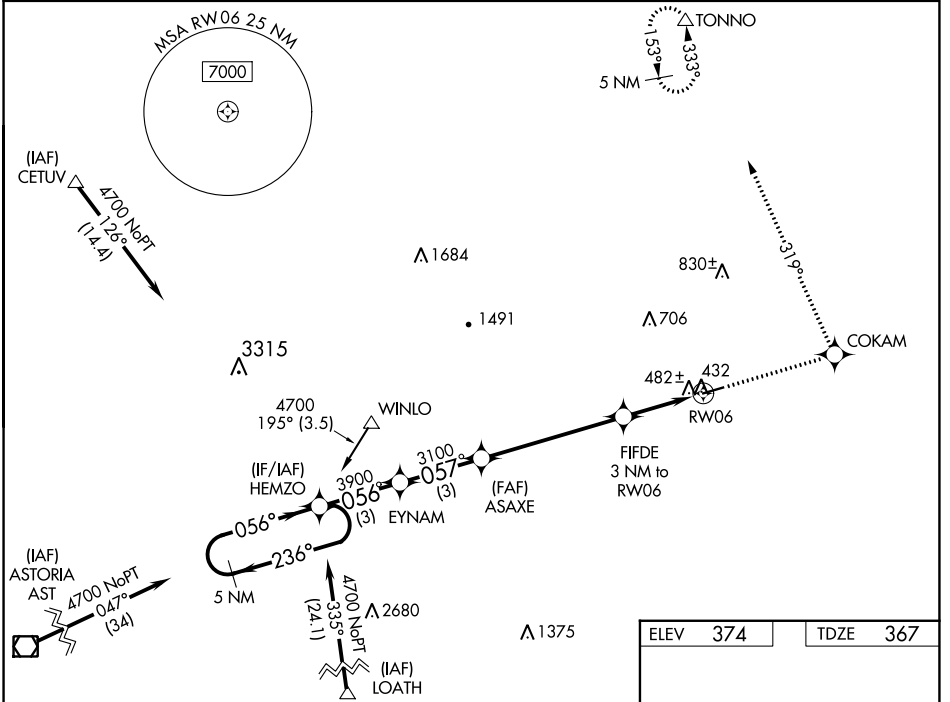 MSA RW06 25 NM
7000
TONNO
153°
333°
5 NM
(IAF)
CETUV
4700 NoPT
126°
(14.4)
1684
830±
319°
1491
706
COKAM
3315
482±
432
RW06
4700
195° (3.5)
WINLO
FIFDE
3 NM to
RW06
(IF/IAF)
HEMZO
3900
056°
(3)
3100
057°
(3)
(FAF)
ASAXE
EYNAM
056°
236°
5 NM
(IAF)
ASTORIA
AST
4700 NoPT
047°
(34)
4700 NoPT
335°
(24.1)
2680
1375
(IAF)
LOATH
ELEV 374
TDZE 367